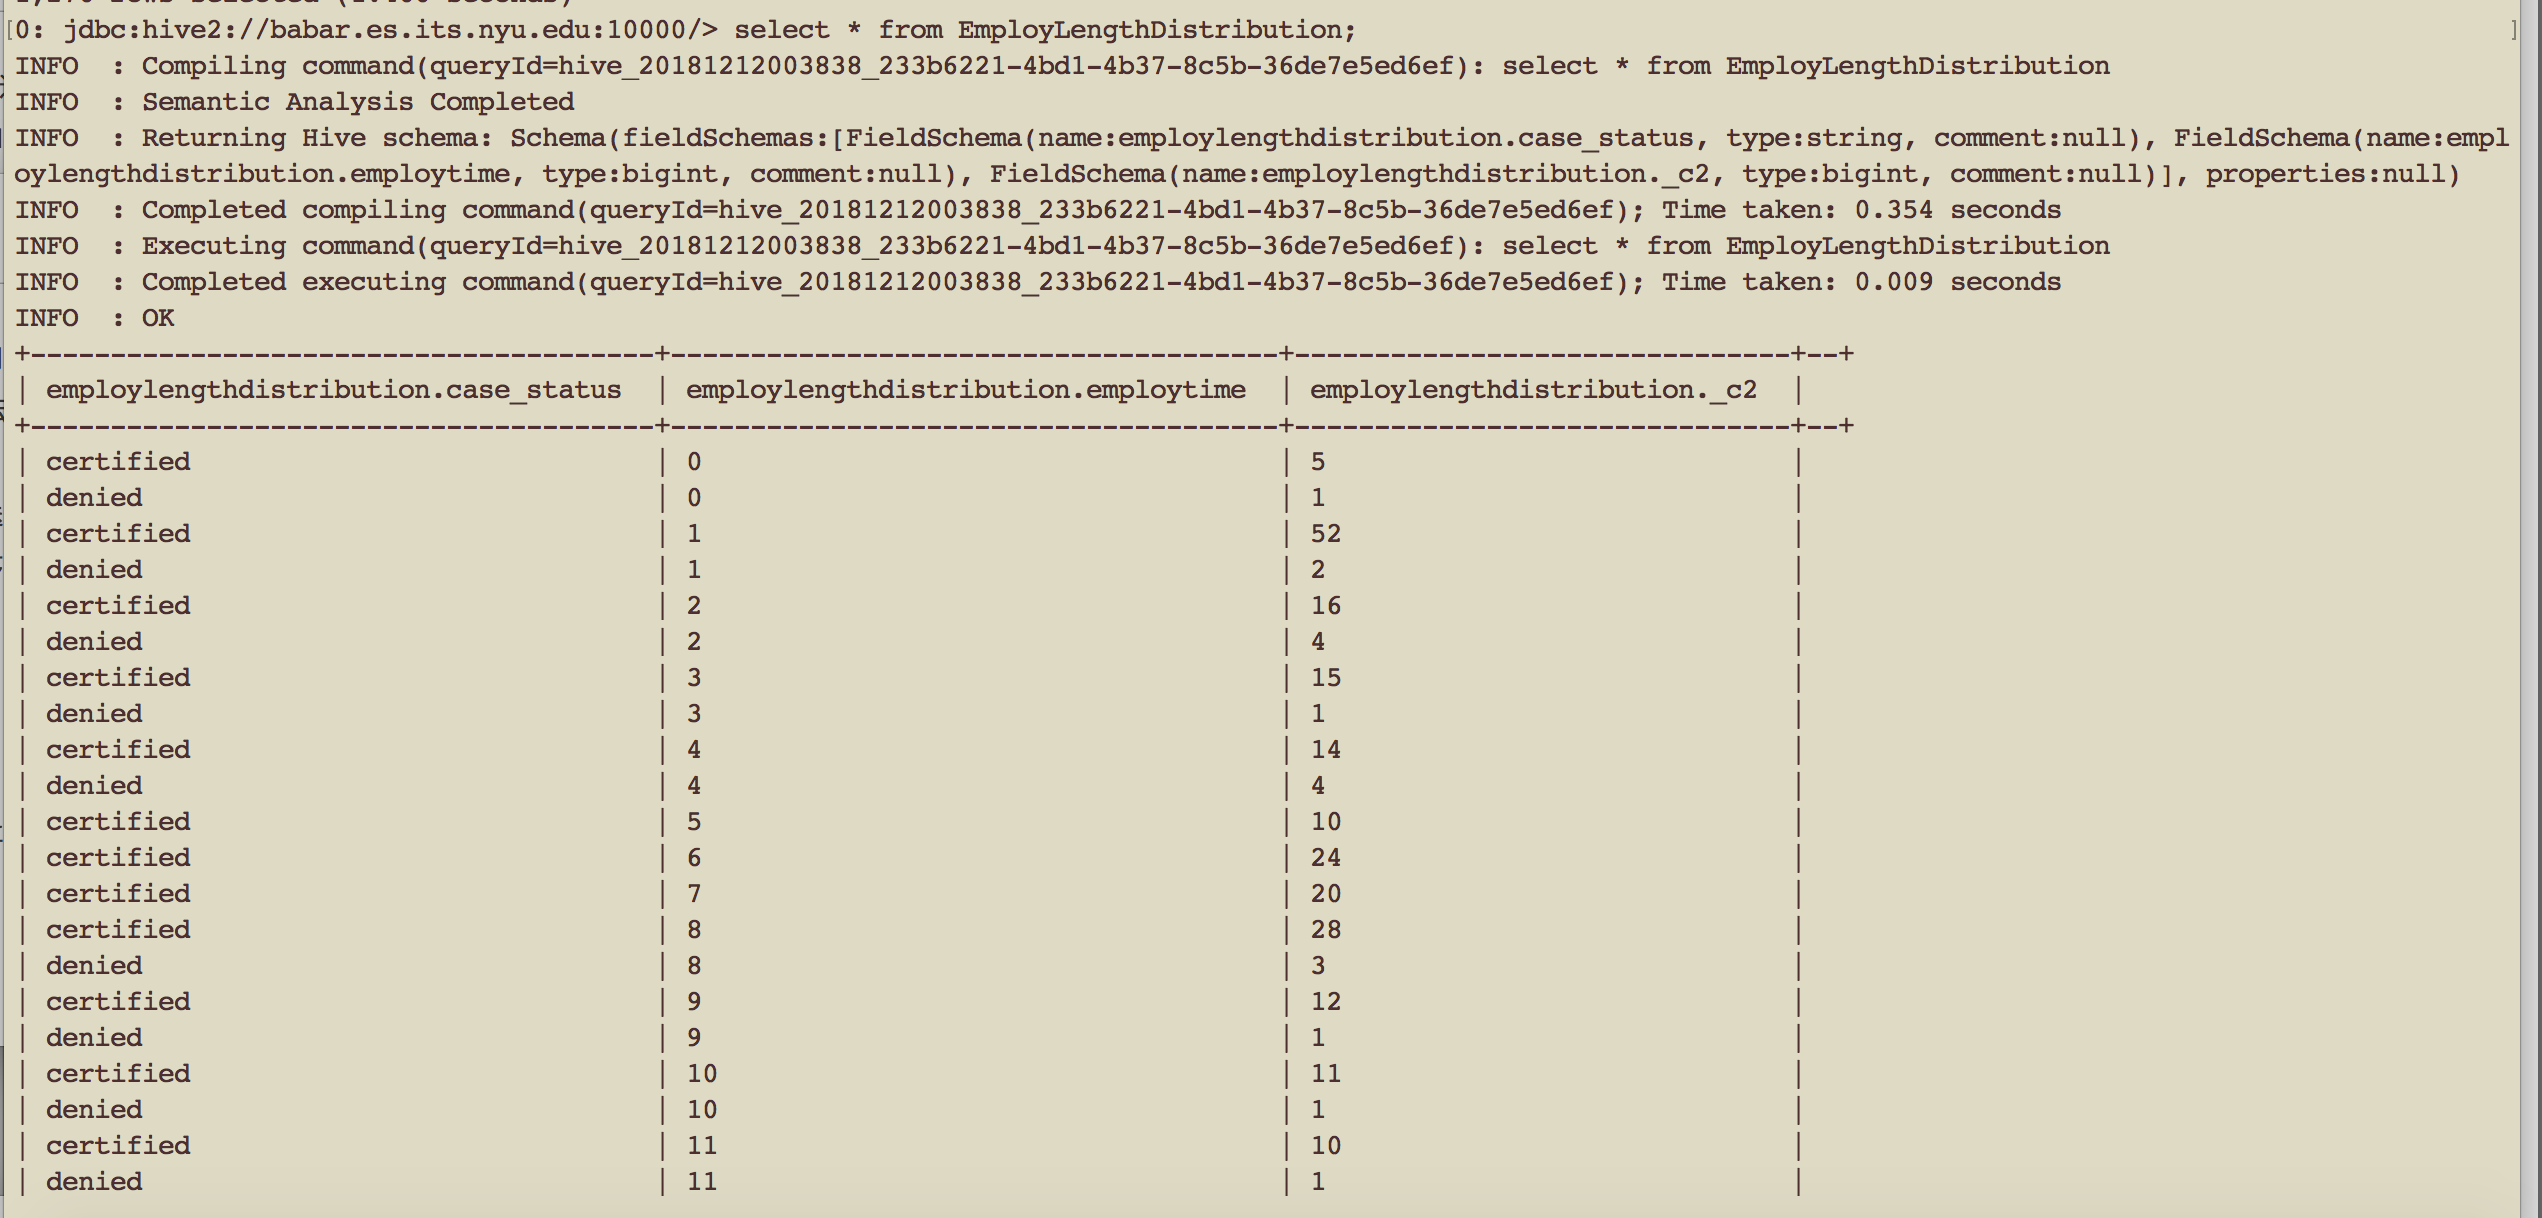 [0: jdbc:hive2://babar.es.its.nyu.edu:10000/> select * from EmployLengthDistribution; ]
INFO  : Compiling command(queryId=hive_20181212003838_233b6221-4bd1-4b37-8c5b-36de7e5ed6ef): select * from EmployLengthDistribution
INFO  : Semantic Analysis Completed
INFO  : Returning Hive schema: Schema(fieldSchemas:[FieldSchema(name:employlengthdistribution.case_status, type:string, comment:null), FieldSchema(name:empl
oylengthdistribution.employtime, type:bigint, comment:null), FieldSchema(name:employlengthdistribution._c2, type:bigint, comment:null)], properties:null)
INFO  : Completed compiling command(queryId=hive_20181212003838_233b6221-4bd1-4b37-8c5b-36de7e5ed6ef); Time taken: 0.354 seconds
INFO  : Executing command(queryId=hive_20181212003838_233b6221-4bd1-4b37-8c5b-36de7e5ed6ef): select * from EmployLengthDistribution
INFO  : Completed executing command(queryId=hive_20181212003838_233b6221-4bd1-4b37-8c5b-36de7e5ed6ef); Time taken: 0.009 seconds
INFO  : OK
| employlengthdistribution.case_status | employlengthdistribution.employtime | employlengthdistribution._c2 |
| certified | 0 | 5 |
| denied | 0 | 1 |
| certified | 1 | 52 |
| denied | 1 | 2 |
| certified | 2 | 16 |
| denied | 2 | 4 |
| certified | 3 | 15 |
| denied | 3 | 1 |
| certified | 4 | 14 |
| denied | 4 | 4 |
| certified | 5 | 10 |
| certified | 6 | 24 |
| certified | 7 | 20 |
| certified | 8 | 28 |
| denied | 8 | 3 |
| certified | 9 | 12 |
| denied | 9 | 1 |
| certified | 10 | 11 |
| denied | 10 | 1 |
| certified | 11 | 10 |
| denied | 11 | 1 |